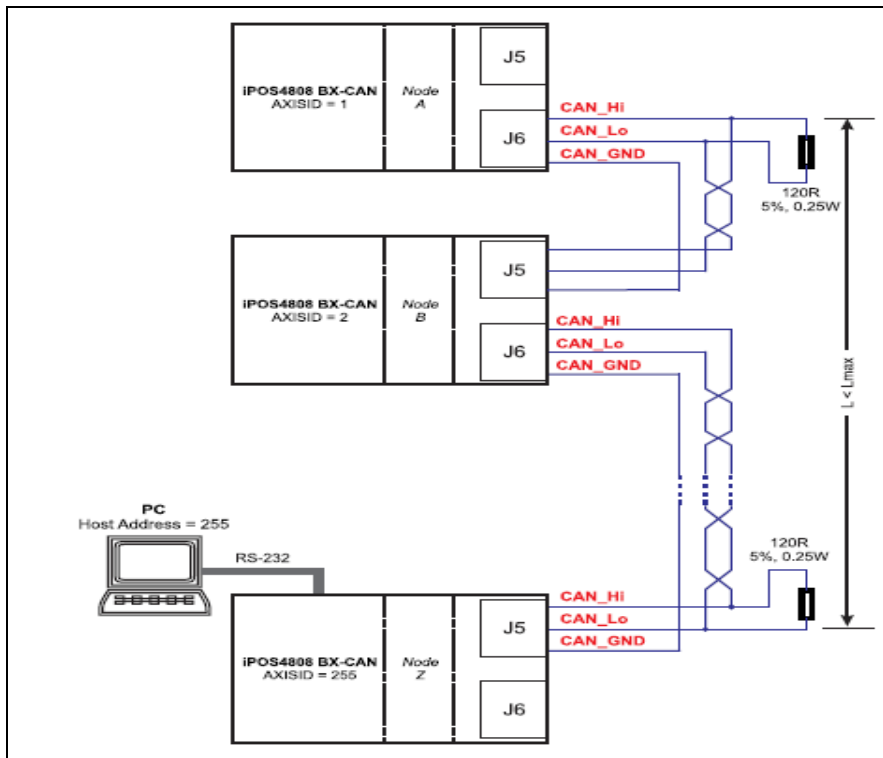 J5
iPOS4808 BX-CAN
AXISID = 1
Node
A
J6
CAN_Hi
CAN_Lo
CAN_GND
120R
5%, 0.25W
J5
iPOS4808 BX-CAN
AXISID = 2
Node
B
J6
CAN_Hi
CAN_Lo
CAN_GND
L < Lmax
PC
Host Address = 255
RS-232
120R
5%, 0.25W
CAN_Hi
CAN_Lo
CAN_GND
J5
iPOS4808 BX-CAN
AXISID = 255
Node
Z
J6